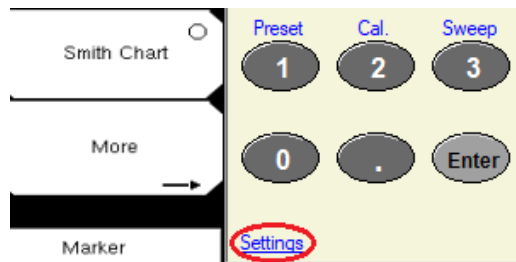 Smith Chart
More
Marker
Preset Cal. Sweep
1 2 3
0 . Enter
Settings